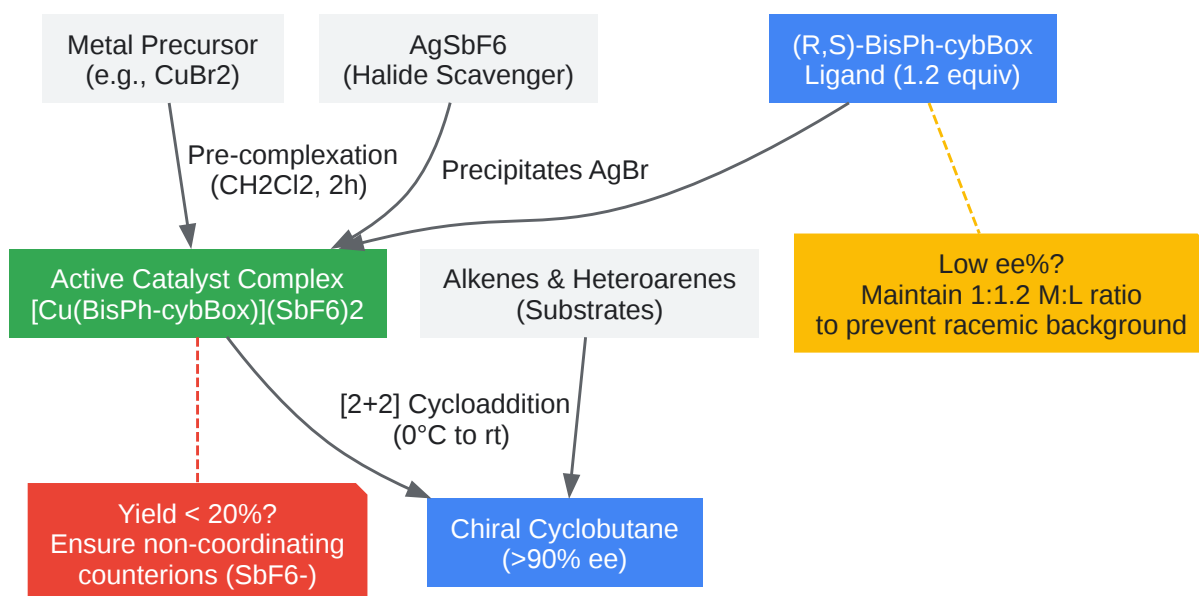 Metal Precursor
(e.g., CuBr2)
AgSbF6
(Halide Scavenger)
(R,S)-BisPh-cybBox
Ligand (1.2 equiv)
Pre-complexation
(CH2Cl2, 2h)
Precipitates AgBr
Active Catalyst Complex
[Cu(BisPh-cybBox)](SbF6)2
Alkenes & Heteroarenes
(Substrates)
Low ee%?
Maintain 1:1.2 M:L ratio
to prevent racemic background
[2+2] Cycloaddition
(0°C to rt)
Yield < 20%?
Ensure non-coordinating
counterions (SbF6-)
Chiral Cyclobutane
(>90% ee)